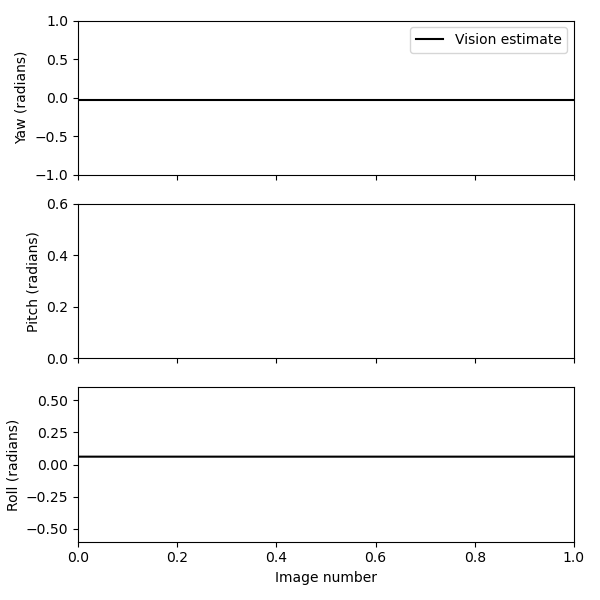 Yaw (radians)
1.0
0.5
0.0
−0.5
−1.0
Vision estimate
Pitch (radians)
0.6
0.4
0.2
0.0
Roll (radians)
0.50
0.25
0.00
−0.25
−0.50
0.0 0.2 0.4 0.6 0.8 1.0
Image number